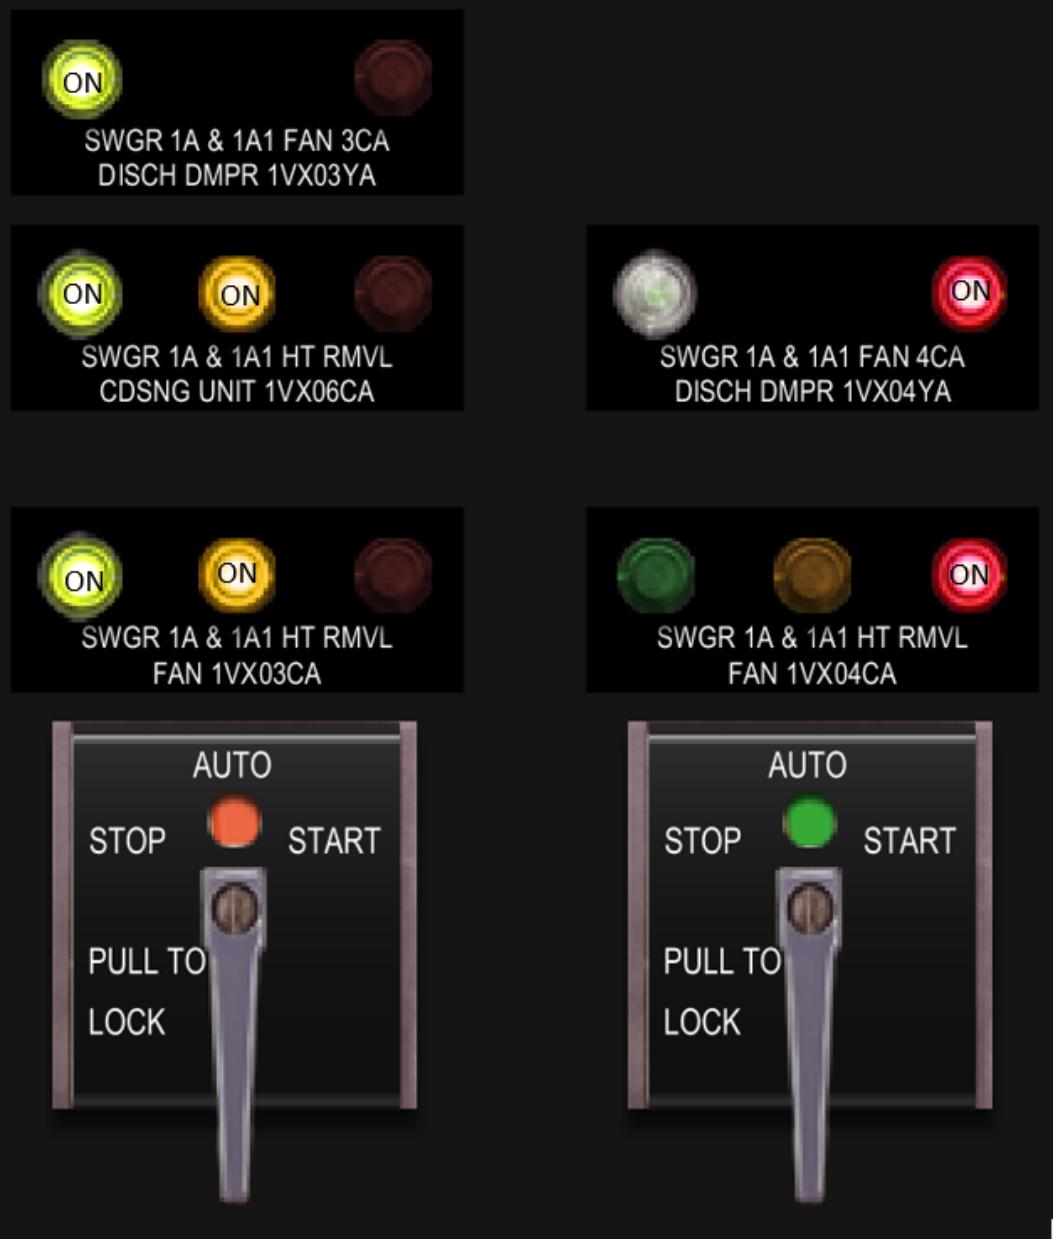 ON
SWGR 1A & 1A1 FAN 3CA
DISCH DMPR 1VX03YA
ON ON
SWGR 1A & 1A1 HT RMVL
CDSNG UNIT 1VX06CA
ON
SWGR 1A & 1A1 FAN 4CA
DISCH DMPR 1VX04YA
ON ON
SWGR 1A & 1A1 HT RMVL
FAN 1VX03CA
ON
SWGR 1A & 1A1 HT RMVL
FAN 1VX04CA
AUTO
STOP START
PULL TO
LOCK
AUTO
STOP START
PULL TO
LOCK